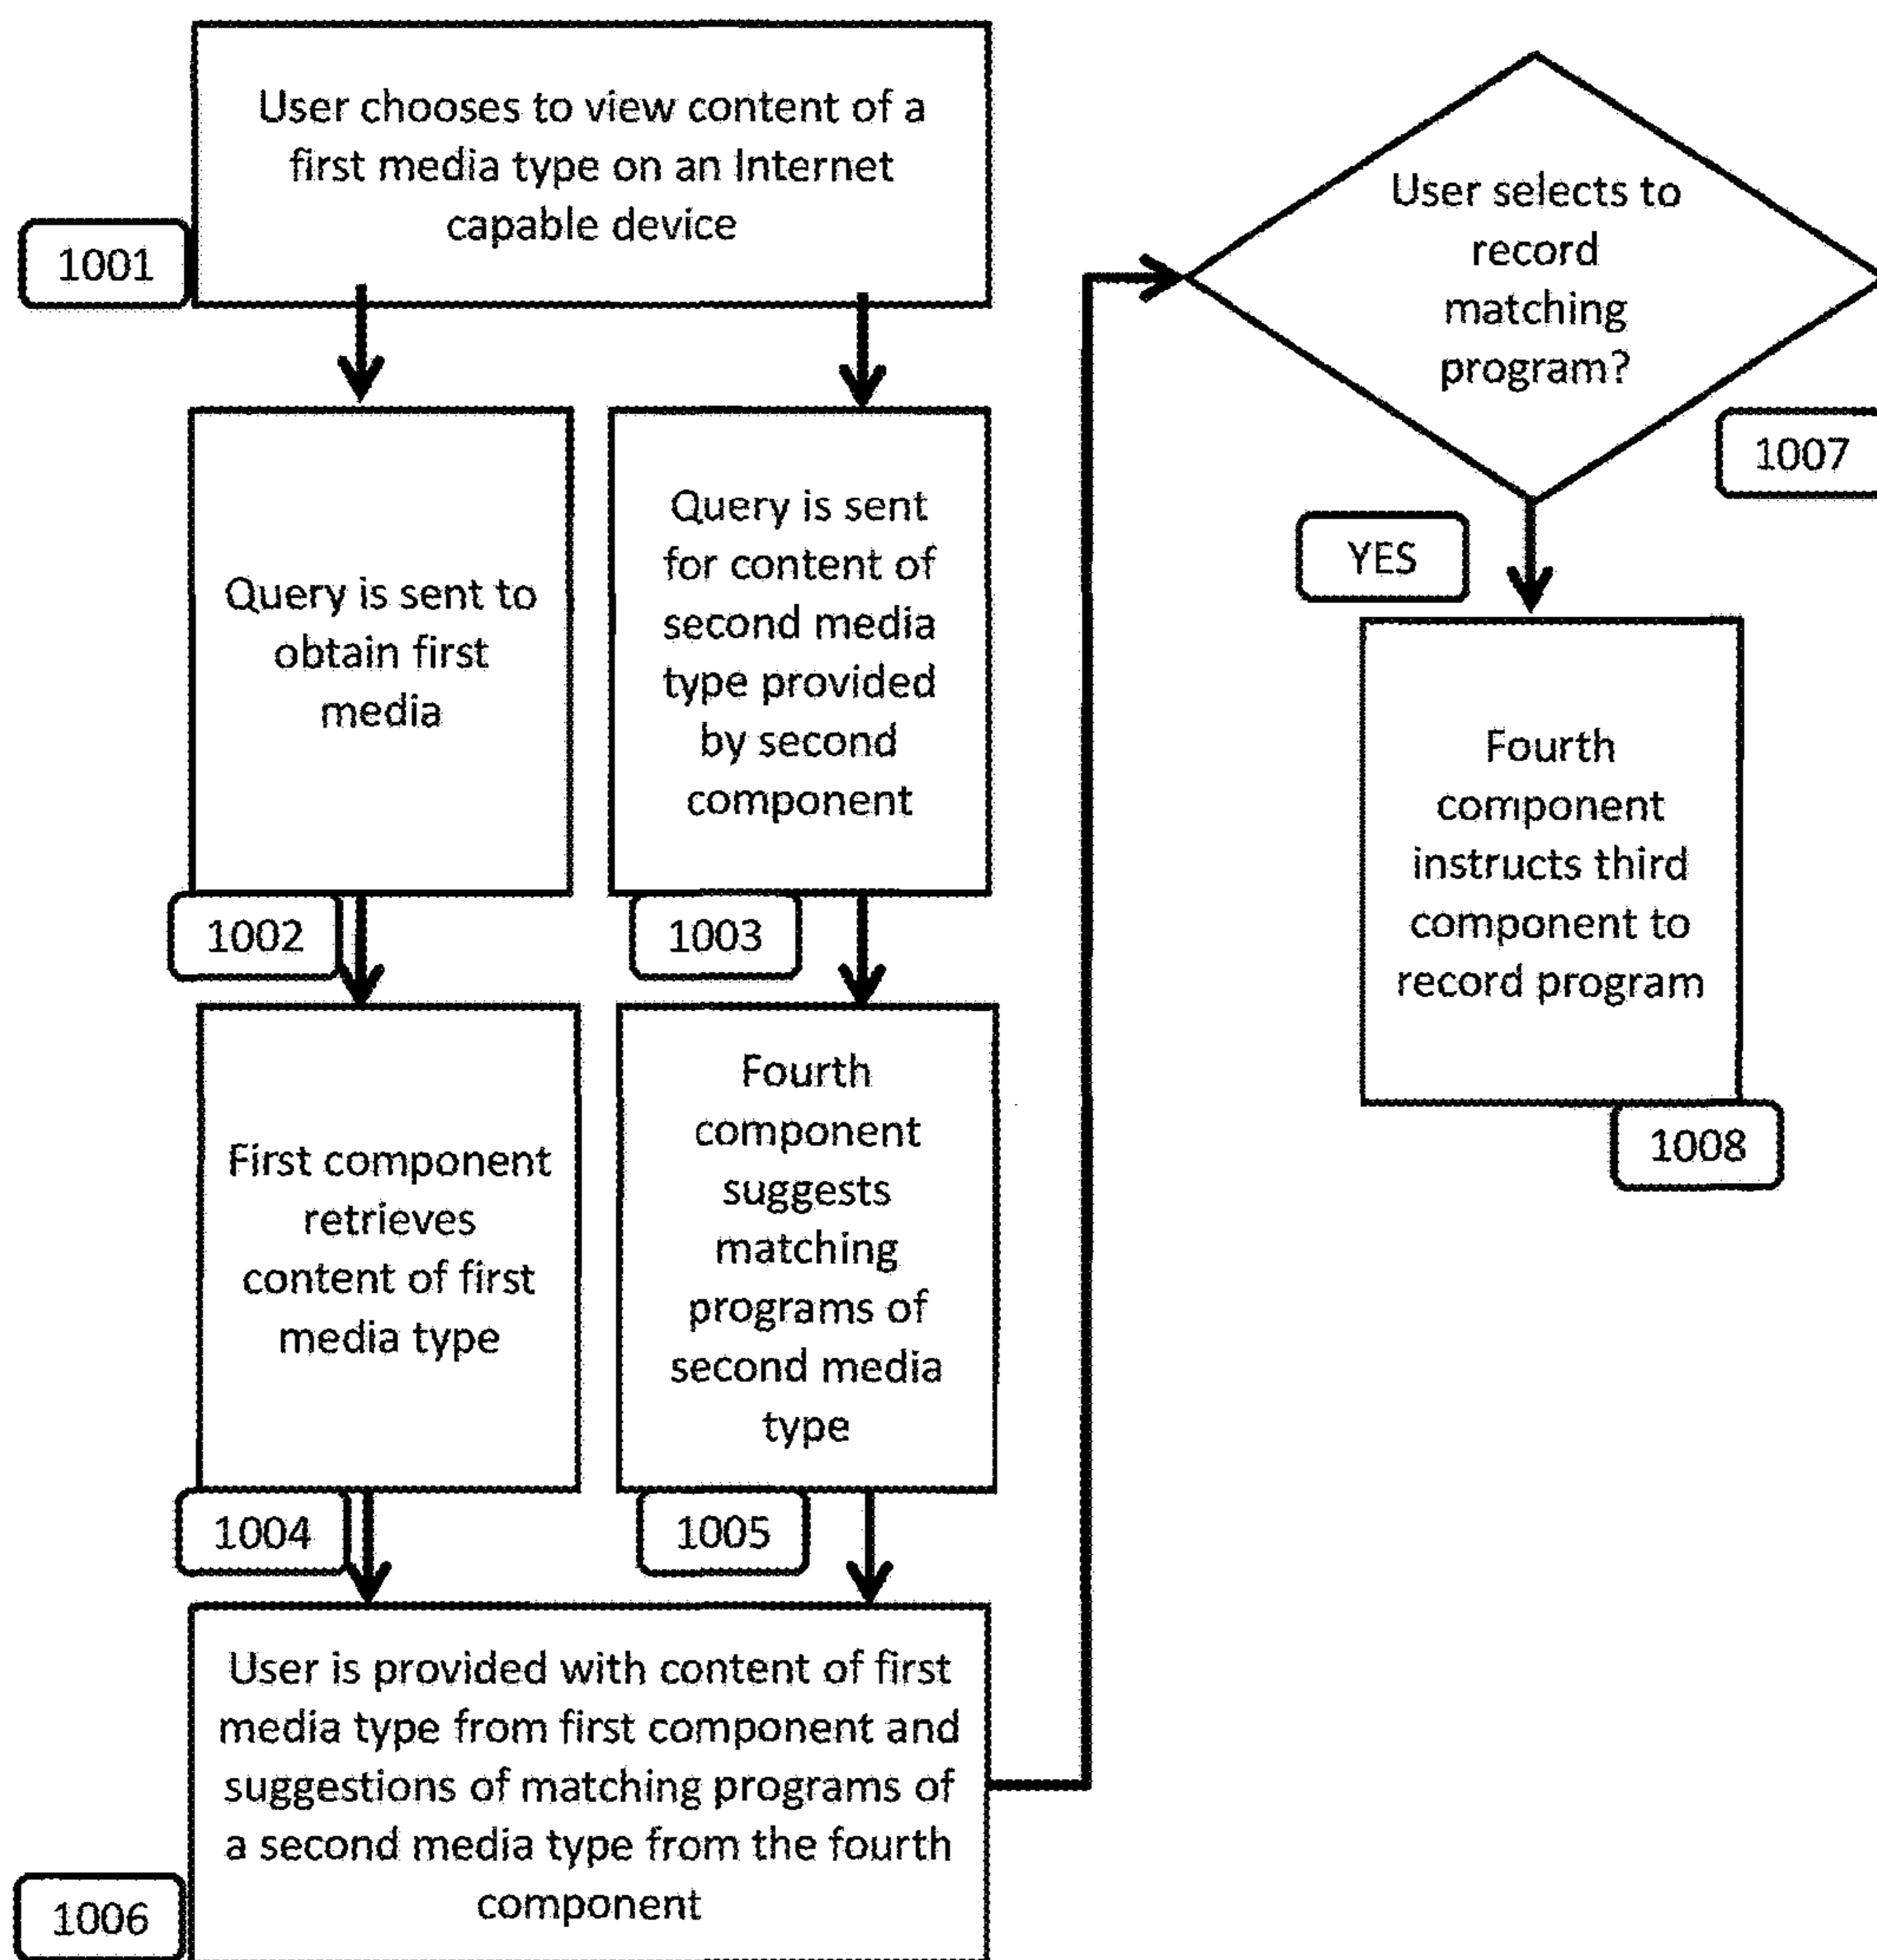 User chooses to view content of a
first media type on an Internet
capable device
1001
Query is sent to
obtain first
media
1002
Query is sent
for content of
second media
type provided
by second
component
1003
First component
retrieves
content of first
media type
1004
Fourth
component
suggests
matching
programs of
second media
type
1005
User is provided with content of first
media type from first component and
suggestions of matching programs of
a second media type from the fourth
component
1006
User selects to
record
matching
program?
1007
YES
Fourth
component
instructs third
component to
record program
1008